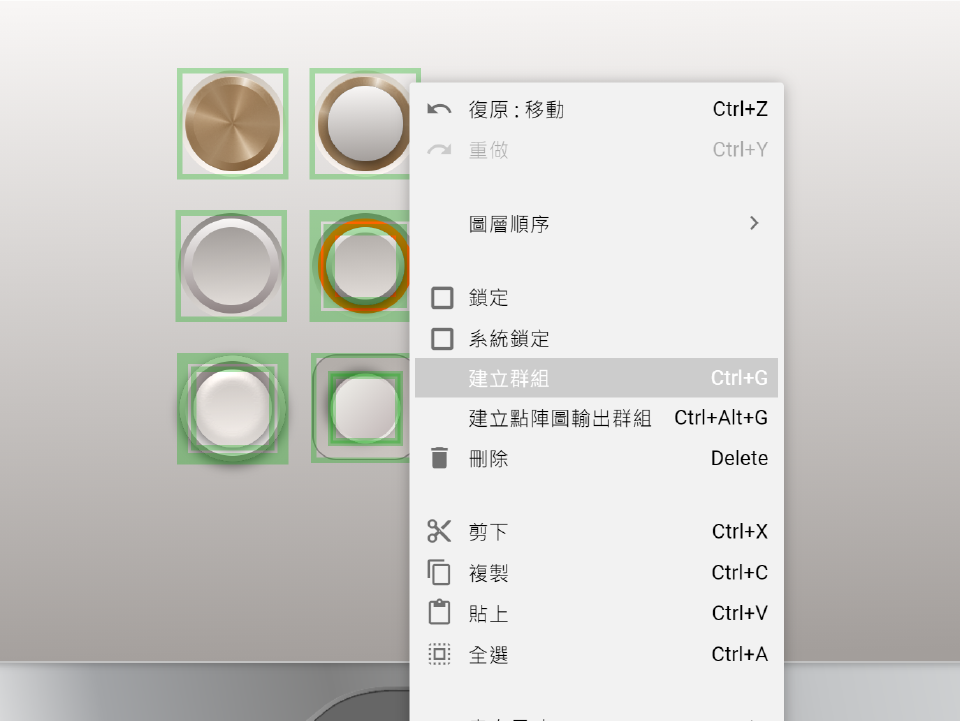 復原 : 移動 Ctrl+Z
重做 Ctrl+Y
圖層順序
鎖定
系統鎖定
建立群組 Ctrl+G
建立點陣圖輸出群組 Ctrl+Alt+G
刪除 Delete
剪下 Ctrl+X
複製 Ctrl+C
貼上 Ctrl+V
全選 Ctrl+A